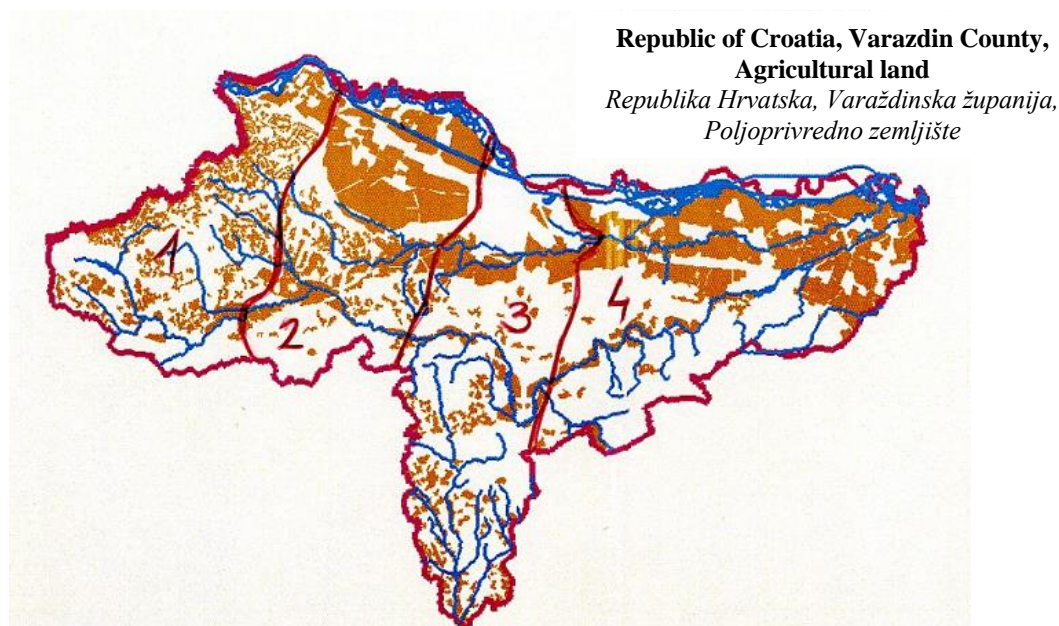 Republic of Croatia, Varazdin County,
Agricultural land
Republika Hrvatska, Varaždinska županija,
Poljoprivredno zemljište
1
2
3
4